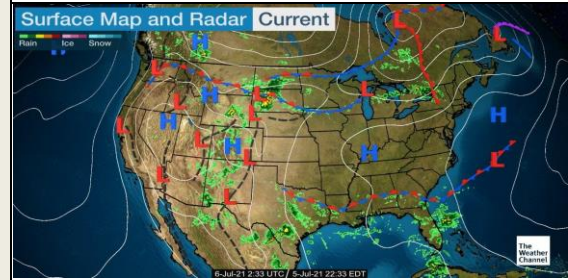 Surface Map and Radar Current
Rain Ice Snow
L
L
H
L
H
L
L
L
H
H
L
H
L
L
H
H
L
L
L
L
6-Jul-21 2:33 UTC / 5-Jul-21 22:33 EDT
The
Weather
Channel